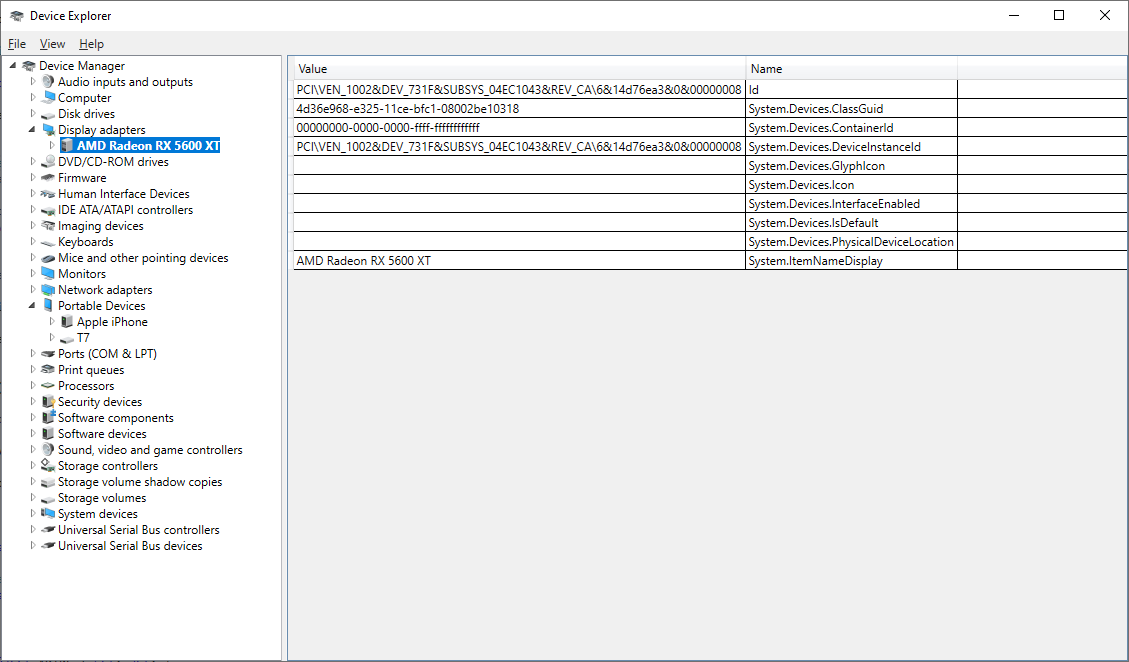 Device Explorer
File View Help
Device Manager
Audio inputs and outputs
Computer
Disk drives
Display adapters
AMD Radeon RX 5600 XT
DVD/CD-ROM drives
Firmware
Human Interface Devices
IDE ATA/ATAPI controllers
Imaging devices
Keyboards
Mice and other pointing devices
Monitors
Network adapters
Portable Devices
Apple iPhone
T7
Ports (COM & LPT)
Print queues
Processors
Security devices
Software components
Software devices
Sound, video and game controllers
Storage controllers
Storage volume shadow copies
Storage volumes
System devices
Universal Serial Bus controllers
Universal Serial Bus devices
Value Name
PCI\VEN_1002&DEV_731F&SUBSYS_04EC1043&REV_CA\6&14d76ea3&0&00000008 Id
4d36e968-e325-11ce-bfc1-08002be10318 System.Devices.ClassGuid
00000000-0000-0000-ffff-ffffffffffff System.Devices.ContainerId
PCI\VEN_1002&DEV_731F&SUBSYS_04EC1043&REV_CA\6&14d76ea3&0&00000008 System.Devices.DeviceInstanceId
System.Devices.GlyphIcon
System.Devices.Icon
System.Devices.InterfaceEnabled
System.Devices.IsDefault
System.Devices.PhysicalDeviceLocation
AMD Radeon RX 5600 XT System.ItemNameDisplay